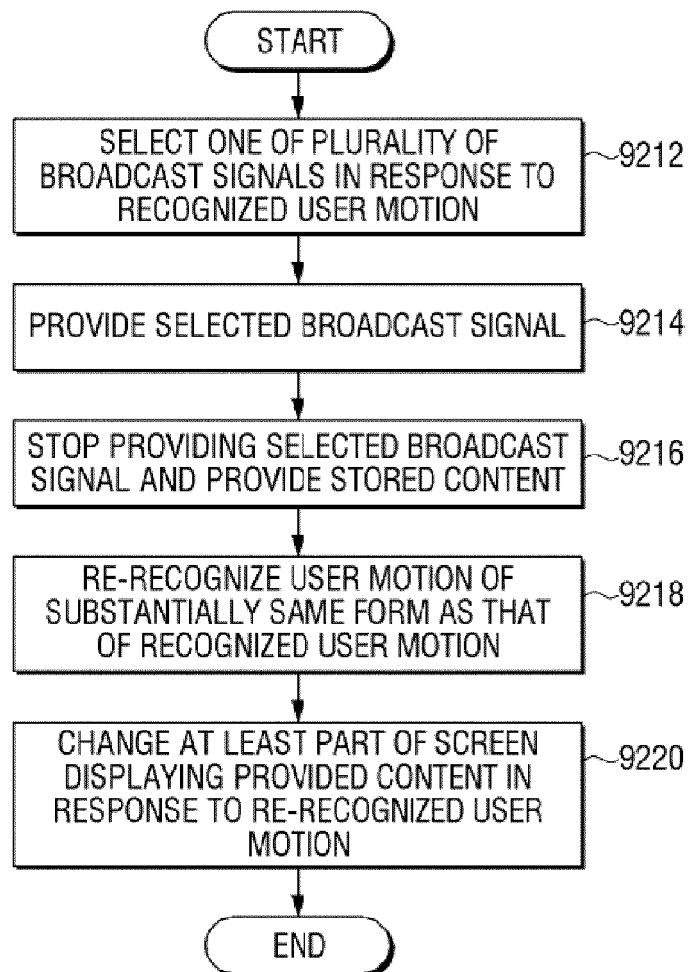 START
SELECT ONE OF PLURALITY OF
BROADCAST SIGNALS IN RESPONSE TO
RECOGNIZED USER MOTION
9212
PROVIDE SELECTED BROADCAST SIGNAL
9214
STOP PROVIDING SELECTED BROADCAST
SIGNAL AND PROVIDE STORED CONTENT
9216
RE-RECOGNIZE USER MOTION OF
SUBSTANTIALLY SAME FORM AS THAT
OF RECOGNIZED USER MOTION
9218
CHANGE AT LEAST PART OF SCREEN
DISPLAYING PROVIDED CONTENT IN
RESPONSE TO RE-RECOGNIZED USER
MOTION
9220
END